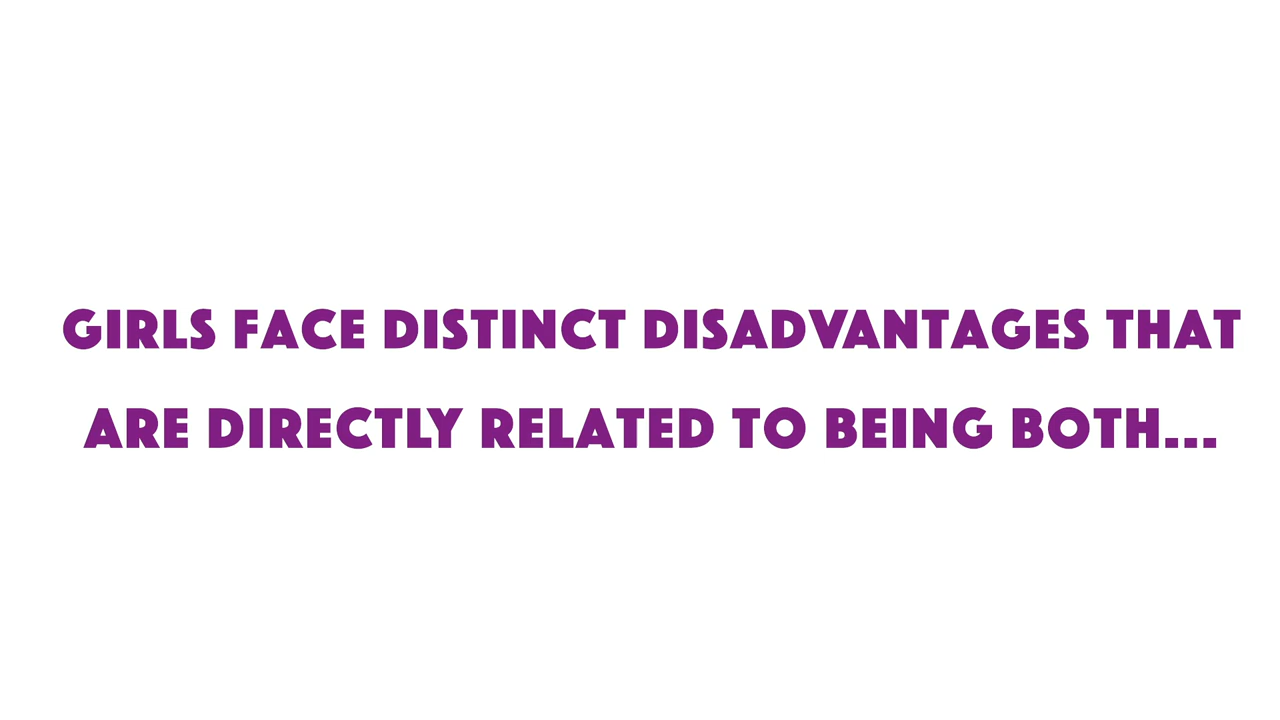 GIRLS FACE DISTINCT DISADVANTAGES THAT
ARE DIRECTLY RELATED TO BEING BOTH...